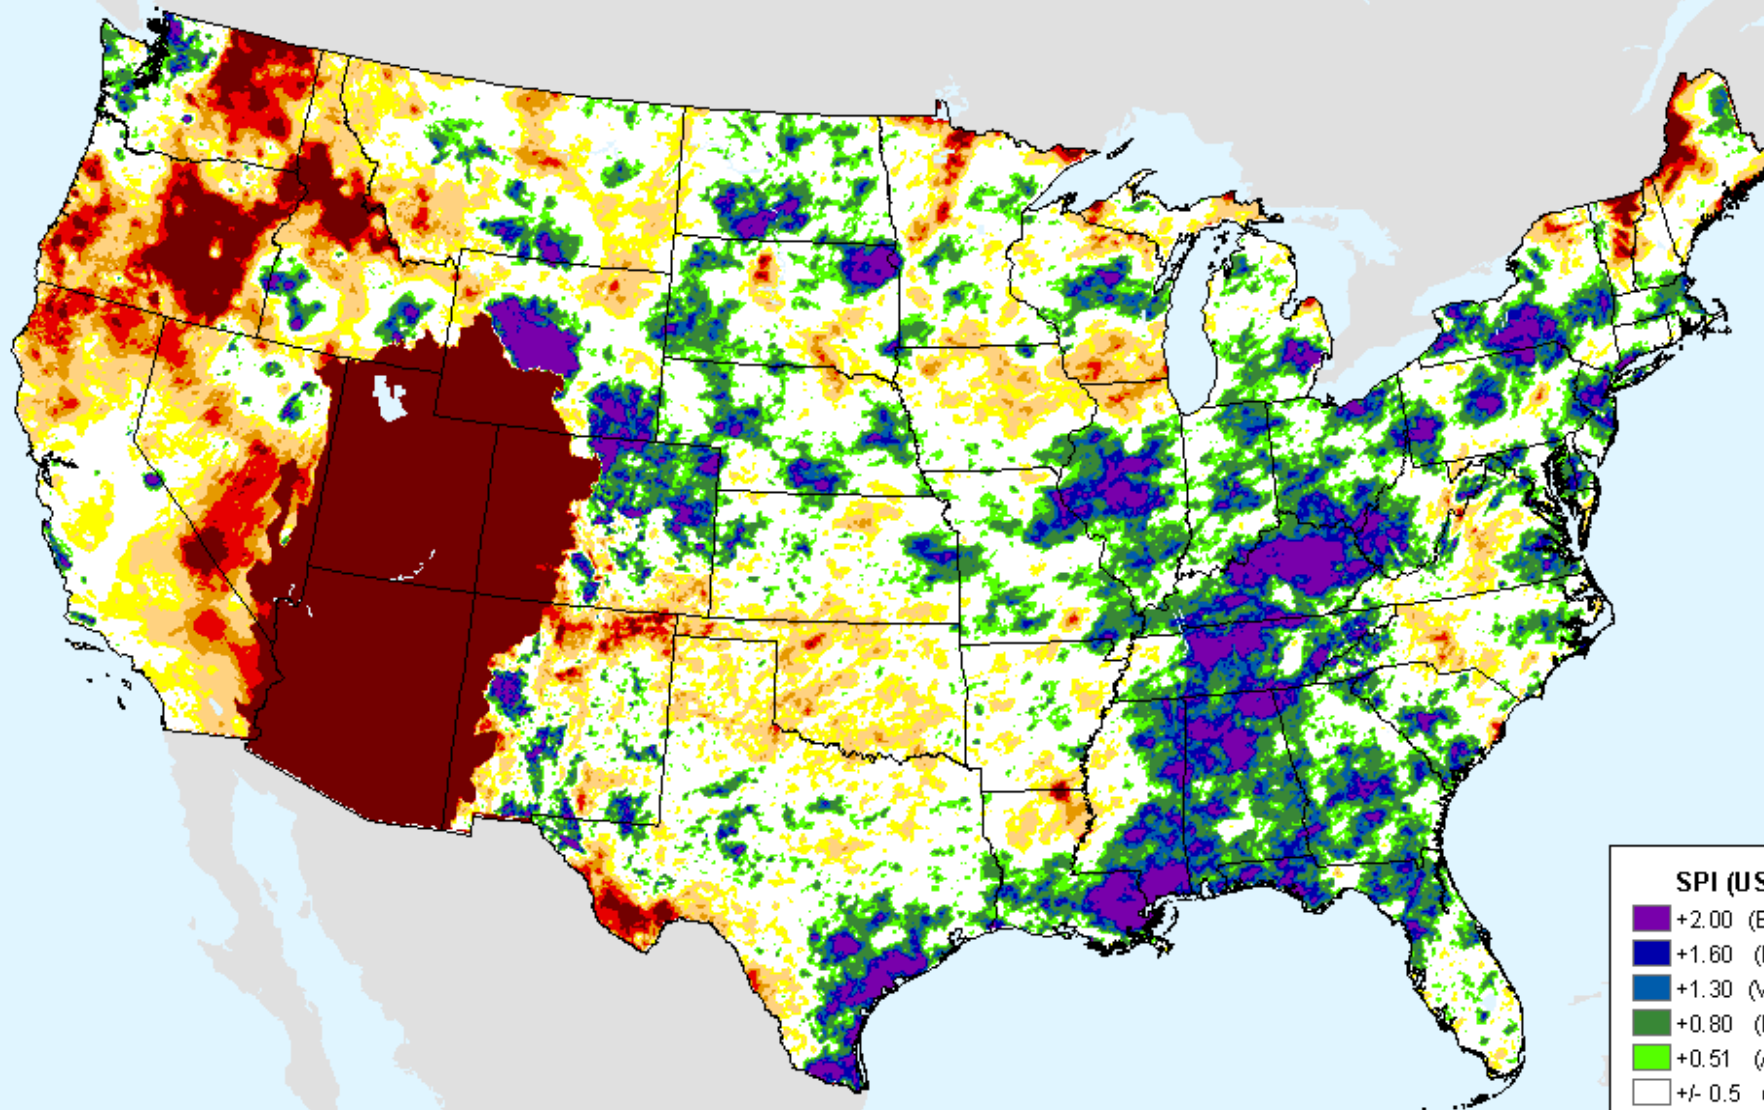 SPI (US
+2.00 (E
+1.60 (
+1.30 (V
+0.80 (
+0.51 (
+/- 0.5